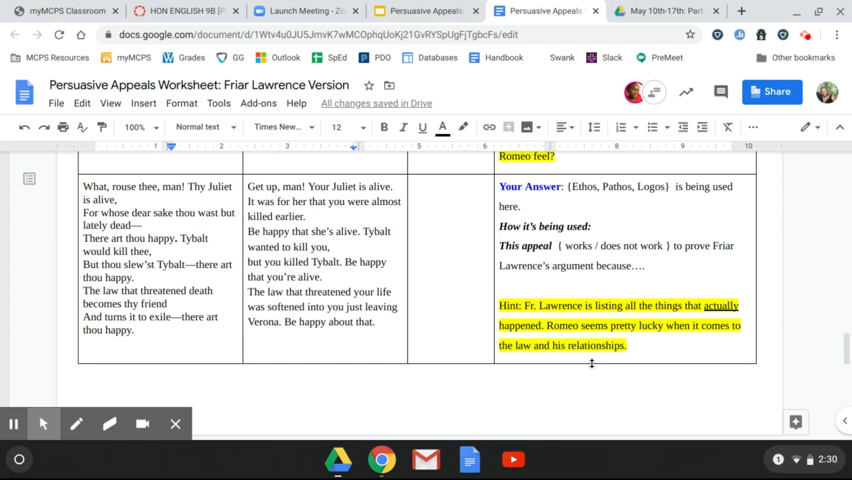 myMCPS Classroom
HON ENGLISH 9B [P
Launch Meeting - Zo
Persuasive Appeals:
Persuasive Appeals
May 10th-17th: Part
docs.google.com/document/d/1Wtv4u0JU5JmvK7wMCOphqUoKj21GvRYSpUgFjTgbcFs/edit
MCPS Resources
myMCPS
Grades
GG
Outlook
SpEd
PDO
Databases
Handbook
Swank
Slack
PreMeet
Other bookmarks
Persuasive Appeals Worksheet: Friar Lawrence Version
Share
File Edit View Insert Format Tools Add-ons Help All changes saved in Drive
100% Normal text Times New... 12 B I U A
1 2 3 4 5 6 7 8 9 10
Romeo feel?
What, rouse thee, man! Thy Juliet
is alive,
For whose dear sake thou wast but
lately dead—
There art thou happy. Tybalt
would kill thee,
But thou slew'st Tybalt—there art
thou happy.
The law that threatened death
becomes thy friend
And turns it to exile—there art
thou happy.
Get up, man! Your Juliet is alive.
It was for her that you were almost
killed earlier.
Be happy that she's alive. Tybalt
wanted to kill you,
but you killed Tybalt. Be happy
that you're alive.
The law that threatened your life
was softened into you just leaving
Verona. Be happy about that.
Your Answer: {Ethos, Pathos, Logos} is being used
here.
How it's being used:
This appeal { works / does not work } to prove Friar
Lawrence's argument because….
Hint: Fr. Lawrence is listing all the things that actually
happened. Romeo seems pretty lucky when it comes to
the law and his relationships.
1
2:30